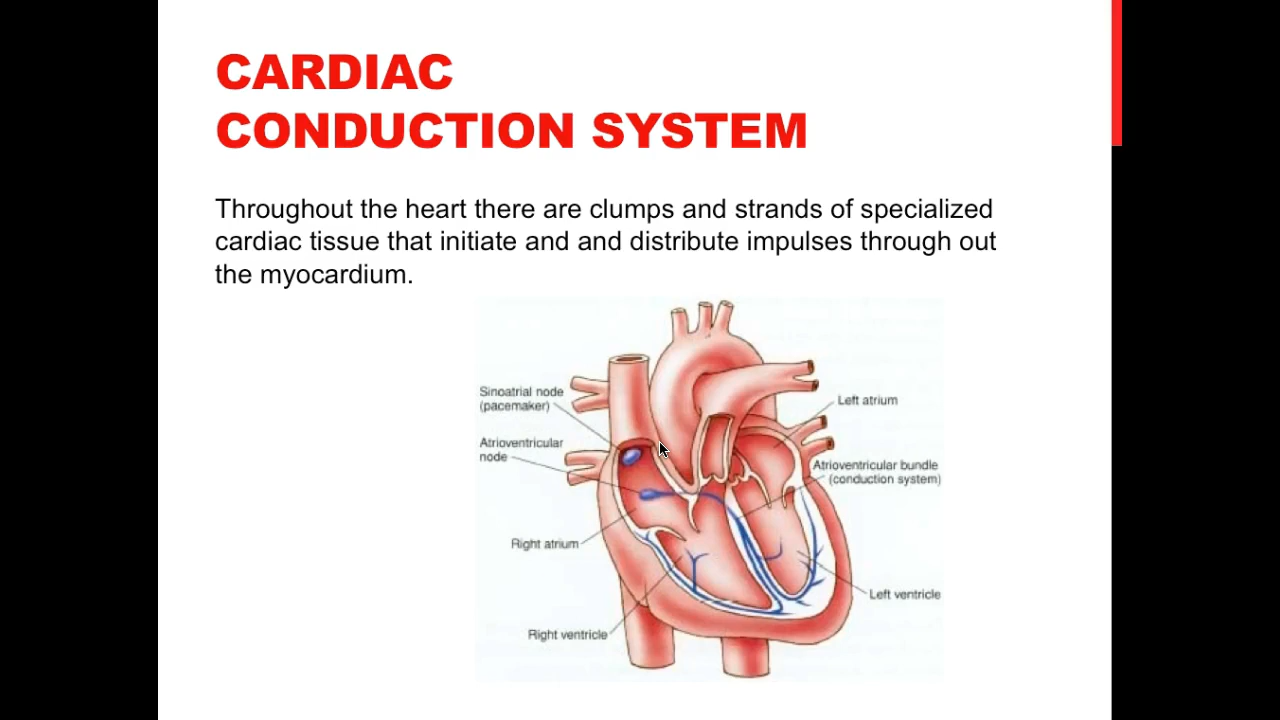 CARDIAC
CONDUCTION SYSTEM
Throughout the heart there are clumps and strands of specialized
cardiac tissue that initiate and and distribute impulses through out
the myocardium.
Sinoatrial node
(pacemaker)
Left atrium
Atrioventricular
node
Atrioventricular bundle
(conduction system)
Right atrium
Left ventricle
Right ventricle